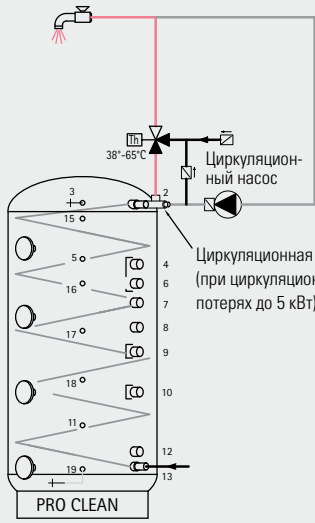 Th
38°-65°C
Циркуляцион-
ный насос
3
2
15
Циркуляционная
(при циркуляцион
потерях до 5 кВт)
5
4
16
6
7
17
8
9
18
10
11
12
19
13
PRO CLEAN